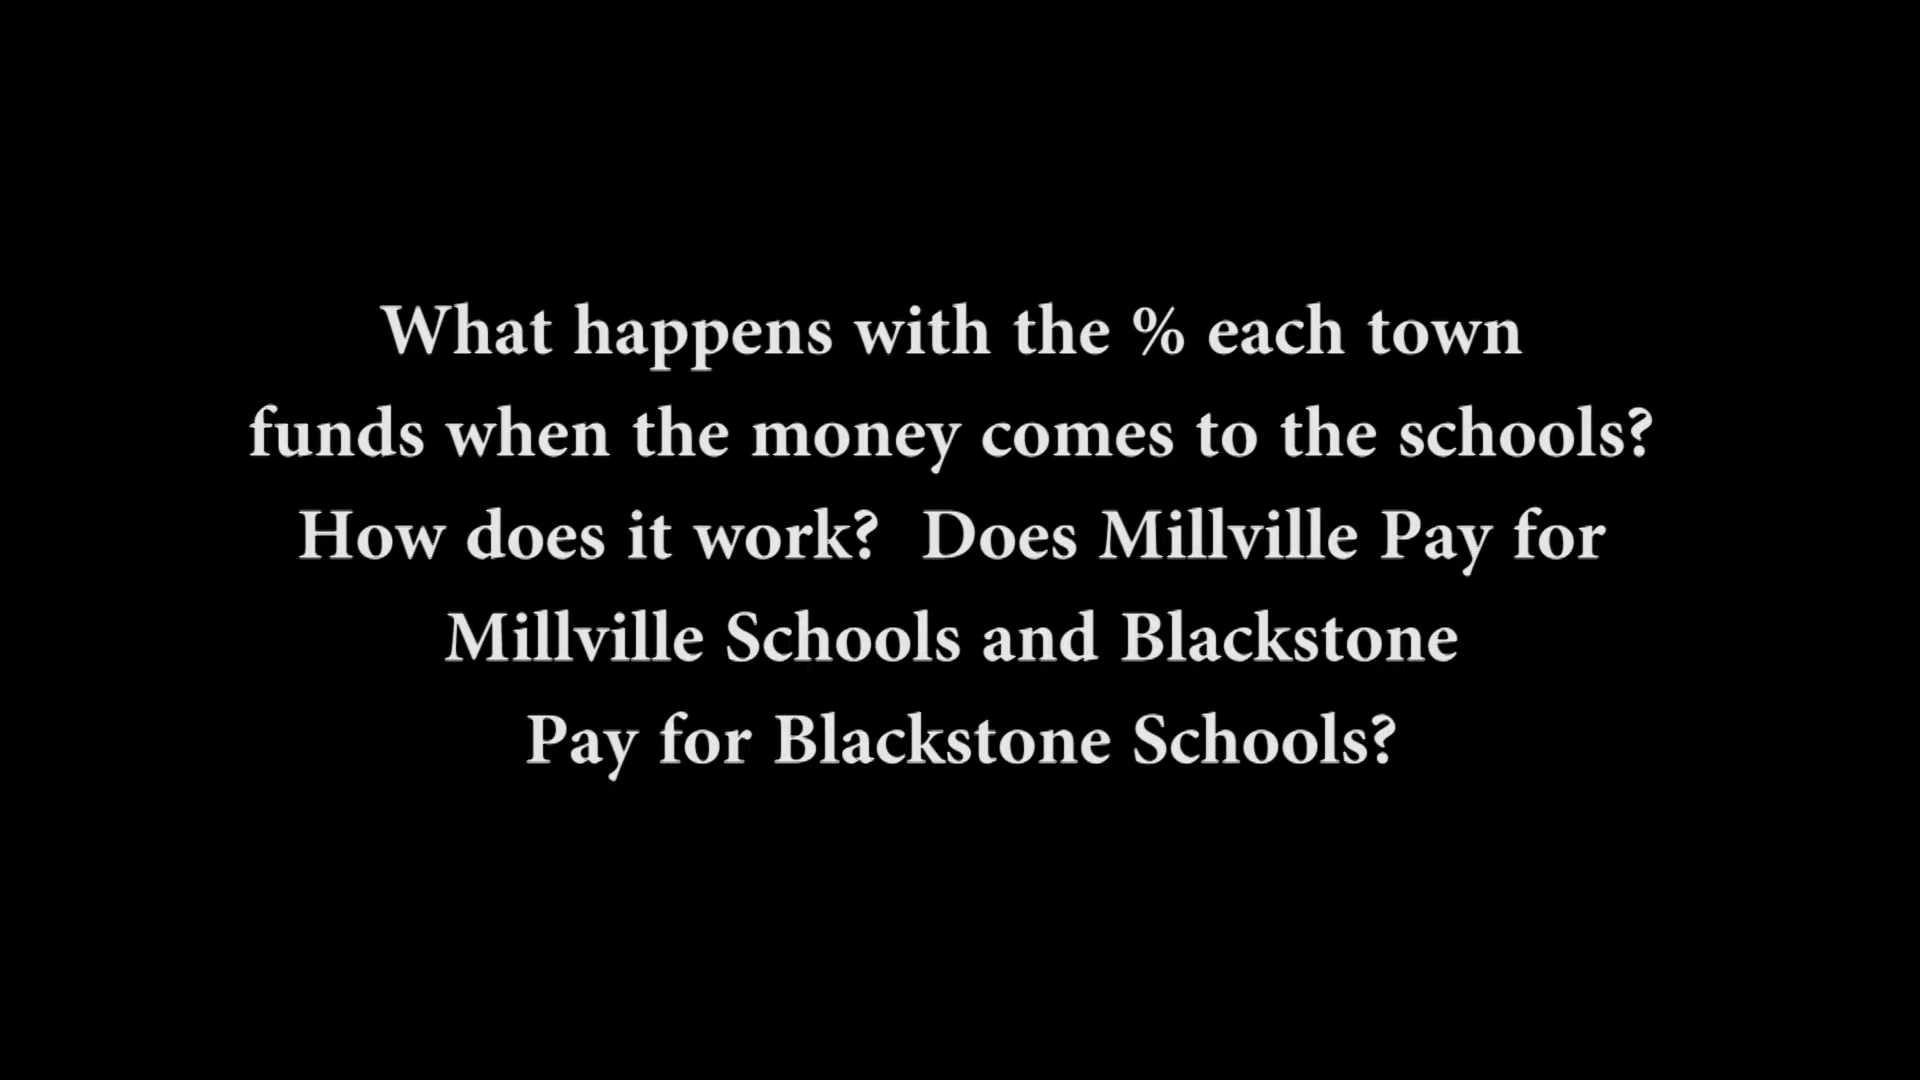 What happens with the % each town
funds when the money comes to the schools?
How does it work?  Does Millville Pay for
Millville Schools and Blackstone
Pay for Blackstone Schools?